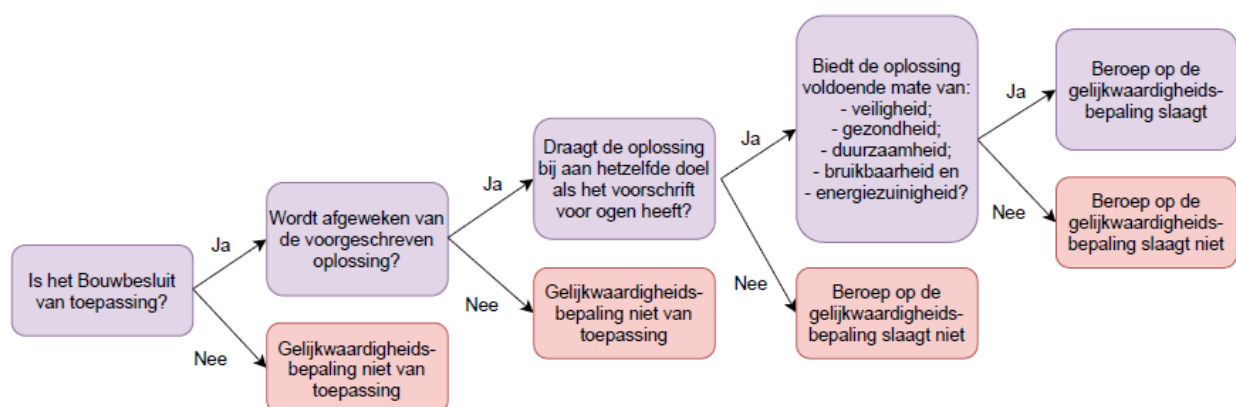 Is het Bouwbesluit
van toepassing?
Ja
Nee
Wordt afgeweken van
de voorgeschreven
oplossing?
Gelijkwaardigheids-
bepaling niet van
toepassing
Ja
Nee
Draagt de oplossing
bij aan hetzelfde doel
als het voorschrift
voor ogen heeft?
Gelijkwaardigheids-
bepaling niet van
toepassing
Ja
Nee
Biedt de oplossing
voldoende mate van:
- veiligheid;
- gezondheid;
- duurzaamheid;
- bruikbaarheid en
- energiezuinigheid?
Beroep op de
gelijkwaardigheids-
bepaling slaagt niet
Ja
Nee
Beroep op de
gelijkwaardigheids-
bepaling slaagt
Beroep op de
gelijkwaardigheids-
bepaling slaagt niet